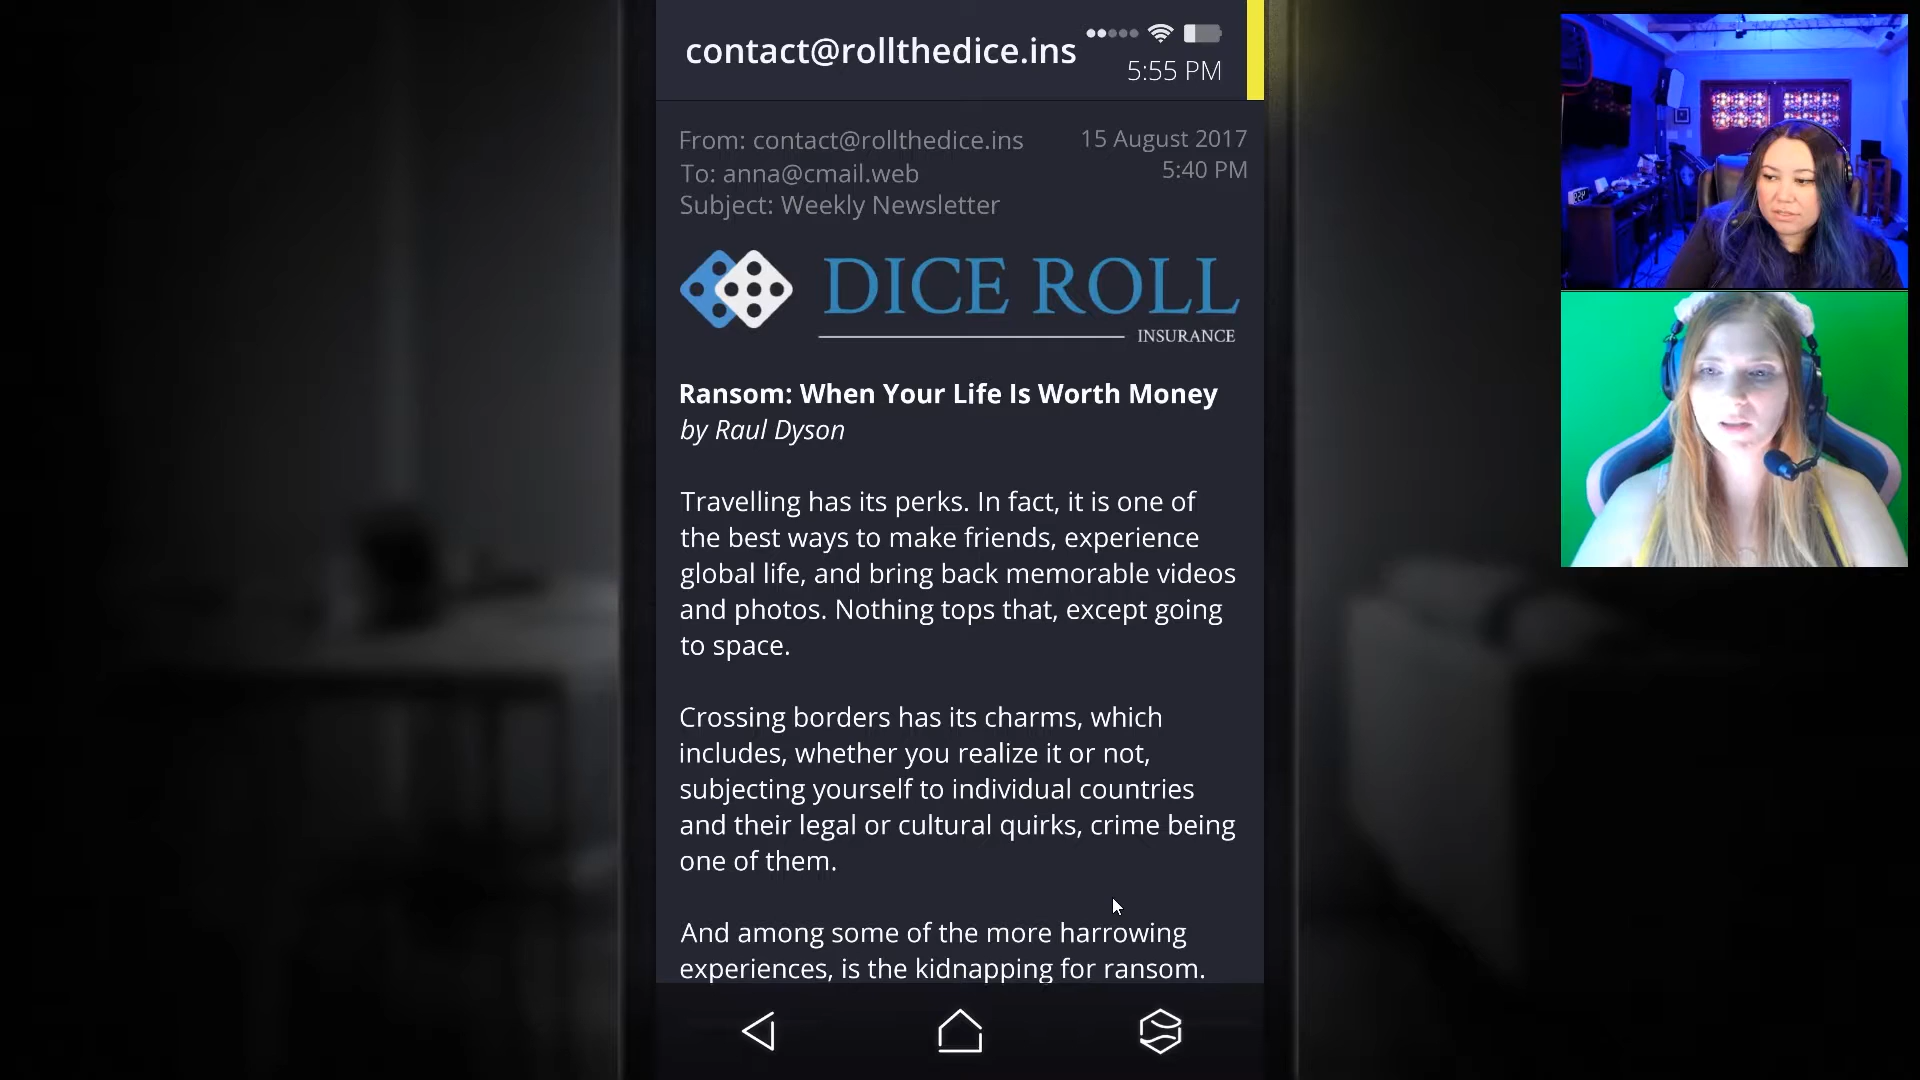 contact@rollthedice.ins
5:55 PM
From: contact@rollthedice.ins
15 August 2017
To: anna@cmail.web
5:40 PM
Subject: Weekly Newsletter
DICE ROLL
INSURANCE
Ransom: When Your Life Is Worth Money
by Raul Dyson
Travelling has its perks. In fact, it is one of
the best ways to make friends, experience
global life, and bring back memorable videos
and photos. Nothing tops that, except going
to space.
Crossing borders has its charms, which
includes, whether you realize it or not,
subjecting yourself to individual countries
and their legal or cultural quirks, crime being
one of them.
And among some of the more harrowing
experiences, is the kidnapping for ransom.